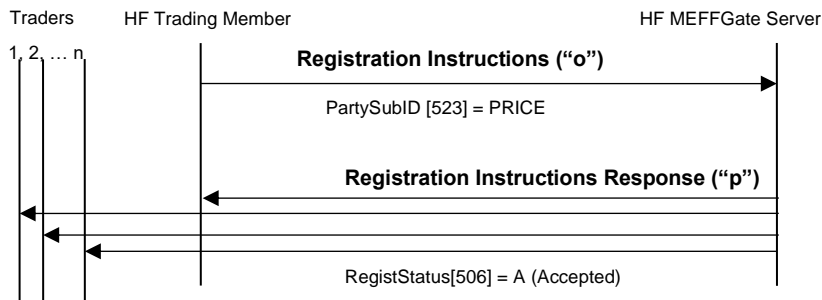 Traders
HF Trading Member
HF MEFFGate Server
1, 2, … n
Registration Instructions (“o”)
PartySubID [523] = PRICE
Registration Instructions Response (“p”)
RegistStatus[506] = A (Accepted)